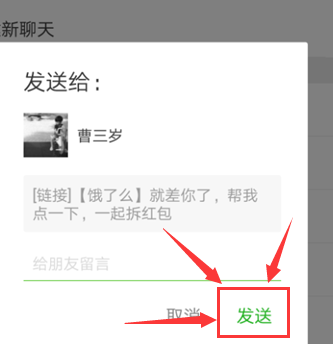 新聊天
发送给:
曹三岁
[链接]【饿了么】就差你了，帮我
点一下，一起拆红包
给朋友留言
取消 发送